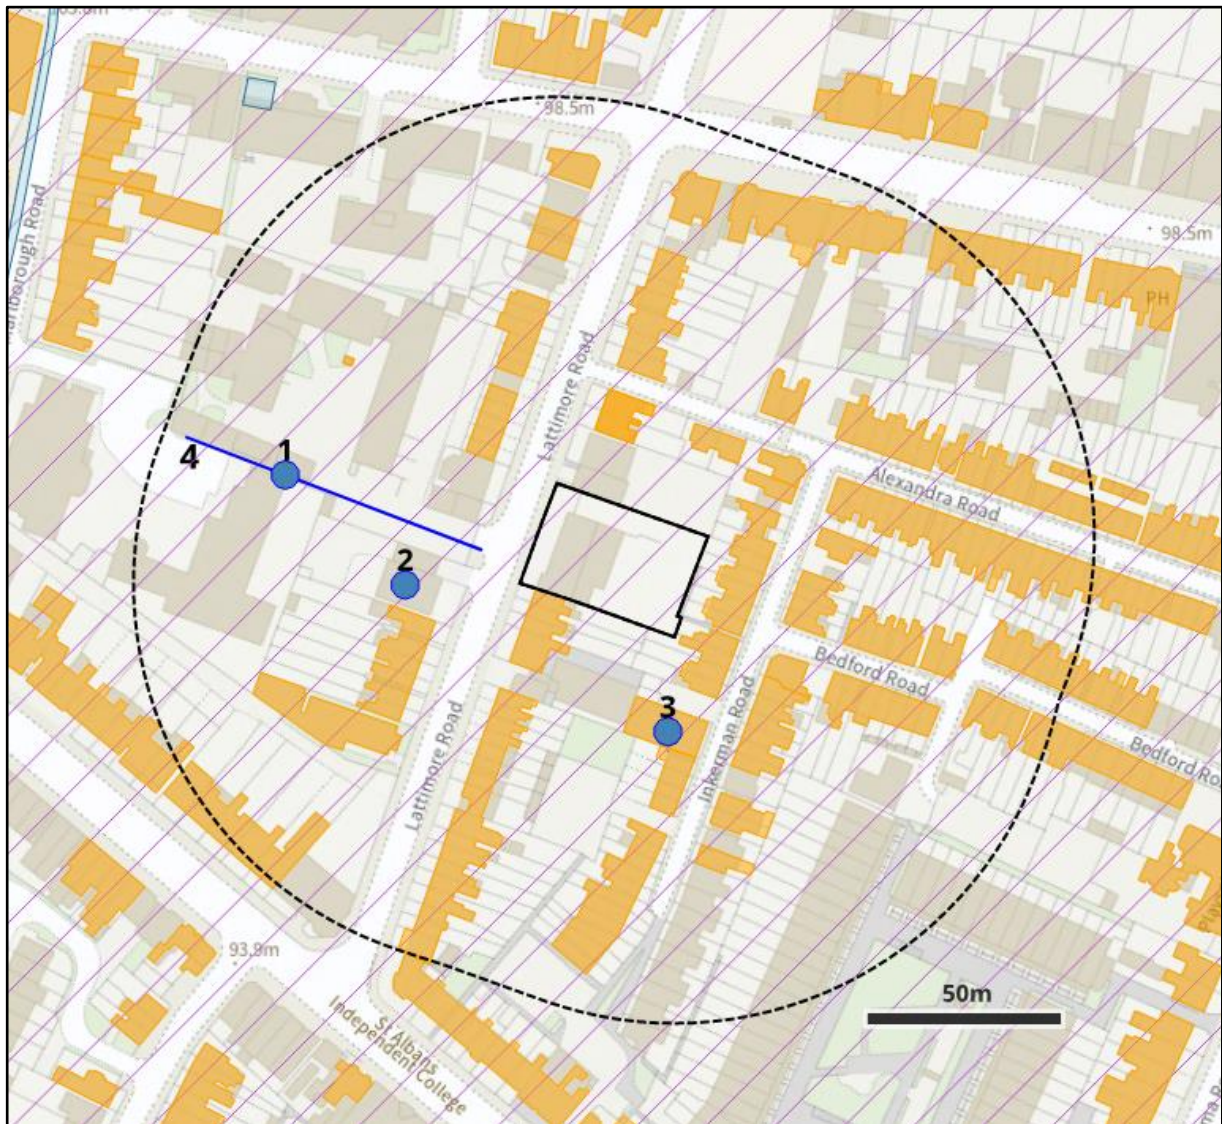 98.5m
98.5m
Marlborough Road
PH
Lattimore Road
1
4
Alexandra Road
2
Bedford Road
3
Inkerman Road
Bedford
Lattimore Road
93.9m
50m
St Albans
Independent College